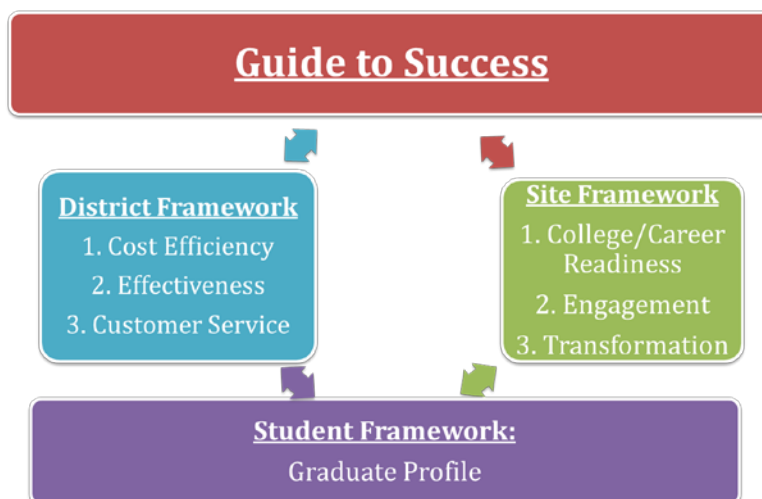 Guide to Success
District Framework
1. Cost Efficiency
2. Effectiveness
3. Customer Service
Site Framework
1. College/Career
Readiness
2. Engagement
3. Transformation
Student Framework:
Graduate Profile